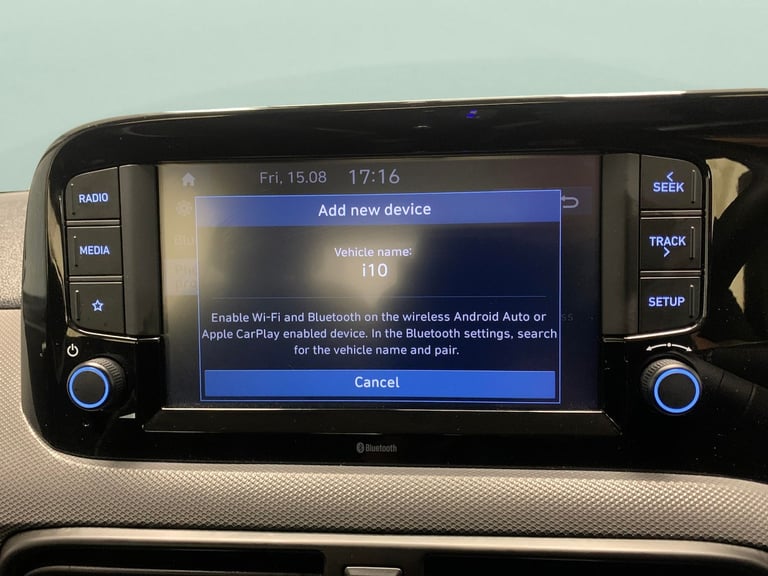 Fri, 15.08 17:16
RADIO
MEDIA
Add new device
Vehicle name:
i10
Enable Wi-Fi and Bluetooth on the wireless Android Auto or
Apple CarPlay enabled device. In the Bluetooth settings, search
for the vehicle name and pair.
Cancel
SEEK
TRACK
SETUP
Bluetooth